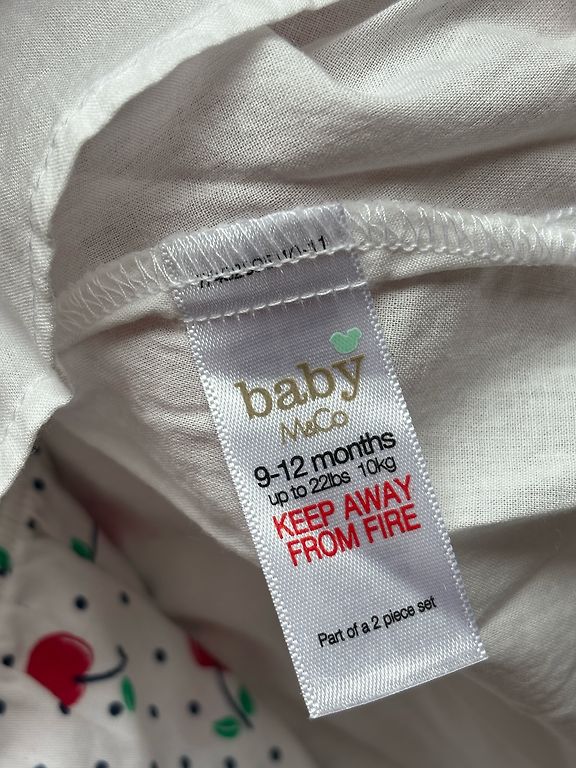 baby
M&Co
9-12 months
up to 22lbs 10kg
KEEP AWAY
FROM FIRE
Part of a 2 piece set